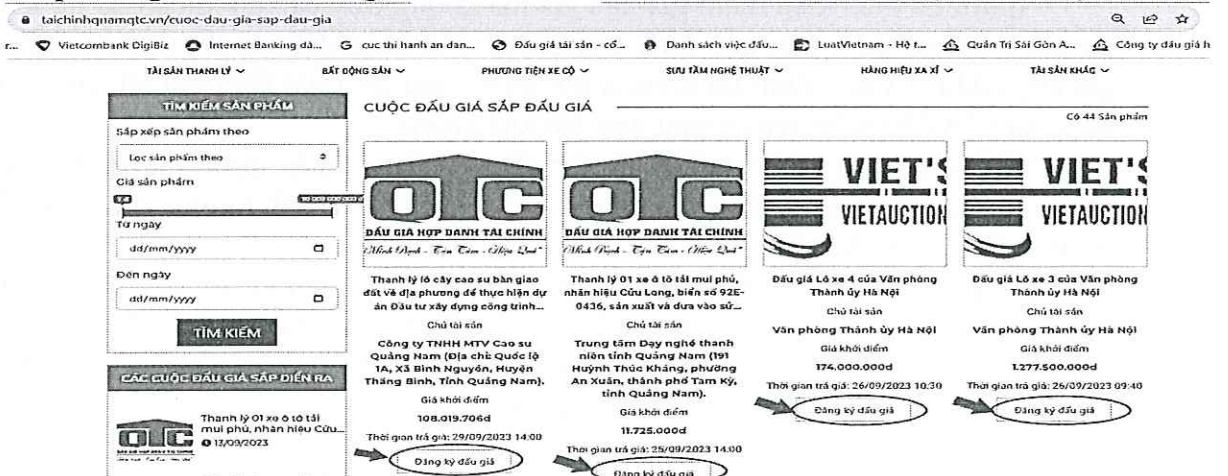 taichinhquamqtc.vn/cuoc-dau-gia-sap-dau-gia
r... Vietcombank DigiBiz Internet Banking dà... cuc thi hanh an dan... Đấu giá tài sản - cổ... Danh sách việc đấu... LuatVietnam - Hệ t... Quản Trị Sài Gòn A... Công ty đấu giá h
TÀI SẢN THANH LÝ BẤT ĐỘNG SẢN PHƯƠNG TIỆN XE CỘ SƯU TẦM NGHỆ THUẬT HÀNG HIỆU XA XỈ TÀI SẢN KHÁC
TÌM KIẾM SẢN PHẨM
Sắp xếp sản phẩm theo
Lọc sản phẩm theo
Giá sản phẩm
Từ ngày
dd/mm/yyyy
Đến ngày
dd/mm/yyyy
TÌM KIẾM
CÁC CUỘC ĐẤU GIÁ SẮP DIỄN RA
QTC
Thanh lý 01 xe ô tô tải
mui phủ, nhãn hiệu Cửu...
13/09/2023
CUỘC ĐẤU GIÁ SẮP ĐẤU GIÁ
Có 44 Sản phẩm
QTC
ĐẤU GIÁ HỢP DANH TÀI CHÍNH
Minh Bạch - Tận Tâm - Hiệu Quả
Thanh lý lô cây cao su bàn giao
đất về địa phương để thực hiện dự
án Đầu tư xây dựng công trình...
Chủ tài sản
Công ty TNHH MTV Cao su
Quảng Nam (Địa chỉ: Quốc lộ
1A, Xã Bình Nguyên, Huyện
Thăng Bình, Tỉnh Quảng Nam).
Giá khởi điểm
108.019.706đ
Thời gian trả giá: 29/09/2023 14:00
Đăng ký đấu giá
QTC
ĐẤU GIÁ HỢP DANH TÀI CHÍNH
Minh Bạch - Tận Tâm - Hiệu Quả
Thanh lý 01 xe ô tô tải mui phủ,
nhãn hiệu Cửu Long, biển số 92E-
0436, sản xuất và đưa vào sử...
Chủ tài sản
Trung tâm Dạy nghề thanh
niên tỉnh Quảng Nam (191
Huỳnh Thúc Kháng, phường
An Xuân, thành phố Tam Kỳ,
tỉnh Quảng Nam).
Giá khởi điểm
11.725.000đ
Thời gian trả giá: 25/09/2023 14:00
Đăng ký đấu giá
VIET'S
VIETAUCTION
Đấu giá Lô xe 4 của Văn phòng
Thành ủy Hà Nội
Chủ tài sản
Văn phòng Thành ủy Hà Nội
Giá khởi điểm
174.000.000đ
Thời gian trả giá: 26/09/2023 10:30
Đăng ký đấu giá
VIET'S
VIETAUCTION
Đấu giá Lô xe 3 của Văn phòng
Thành ủy Hà Nội
Chủ tài sản
Văn phòng Thành ủy Hà Nội
Giá khởi điểm
1.277.500.000đ
Thời gian trả giá: 26/09/2023 09:40
Đăng ký đấu giá